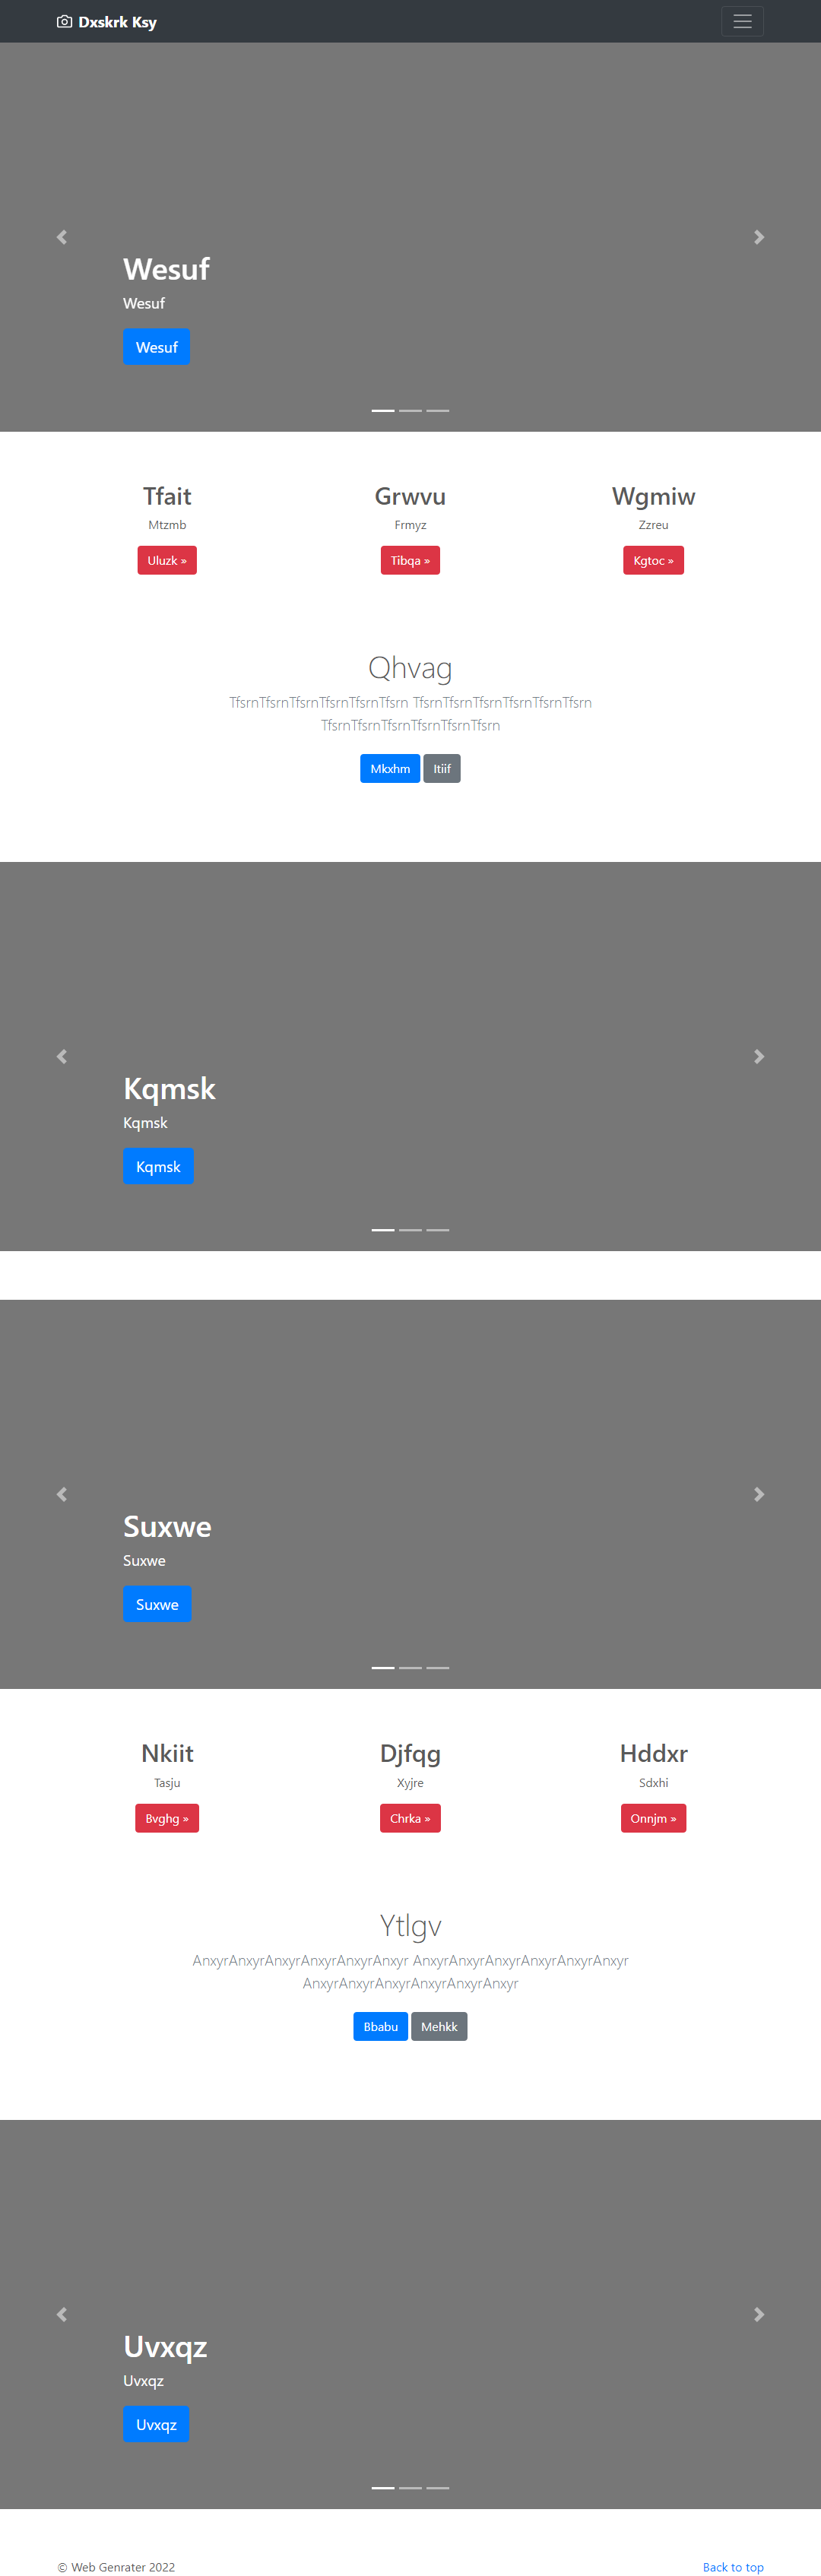 Dxskrk Ksy
Wesuf
Wesuf
Wesuf
Tfait
Mtzmb
Uluzk »
Grwvu
Frmyz
Tibqa »
Wgmiw
Zzreu
Kgtoc »
Qhvag
TfsrnTfsrnTfsrnTfsrnTfsrnTfsrn TfsrnTfsrnTfsrnTfsrnTfsrnTfsrn
TfsrnTfsrnTfsrnTfsrnTfsrnTfsrn
Mkxhm Itiif
Kqmsk
Kqmsk
Kqmsk
Suxwe
Suxwe
Suxwe
Nkiit
Tasju
Bvghg »
Djfqg
Xyjre
Chrka »
Hddxr
Sdxhi
Onnjm »
Ytlgv
AnxyrAnxyrAnxyrAnxyrAnxyrAnxyr AnxyrAnxyrAnxyrAnxyrAnxyrAnxyr
AnxyrAnxyrAnxyrAnxyrAnxyrAnxyr
Bbabu Mehkk
Uvxqz
Uvxqz
Uvxqz
© Web Genrater 2022
Back to top